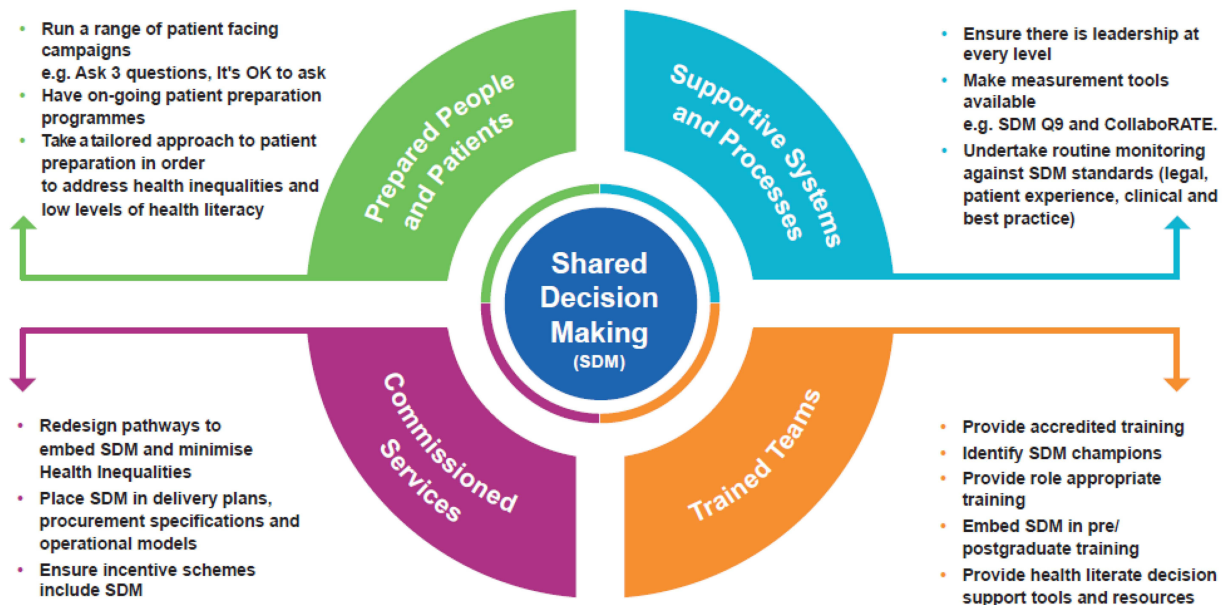 • Run a range of patient facing
campaigns
e.g. Ask 3 questions, It's OK to ask
• Have on-going patient preparation
programmes
• Take a tailored approach to patient
preparation in order
to address health inequalities and
low levels of health literacy
Prepared People
and Patients
Supportive Systems
and Processes
• Ensure there is leadership at
every level
• Make measurement tools
available
e.g. SDM Q9 and CollaboRATE.
• Undertake routine monitoring
against SDM standards (legal,
patient experience, clinical and
best practice)
Shared
Decision
Making
(SDM)
• Redesign pathways to
embed SDM and minimise
Health Inequalities
• Place SDM in delivery plans,
procurement specifications and
operational models
• Ensure incentive schemes
include SDM
Commissioned
Services
Trained Teams
• Provide accredited training
• Identify SDM champions
• Provide role appropriate
training
• Embed SDM in pre/
postgraduate training
• Provide health literate decision
support tools and resources